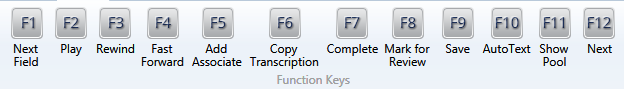 F1 F2 F3 F4 F5 F6 F7 F8 F9 F10 F11 F12
Next Play Rewind Fast Add Copy Complete Mark for Save AutoText Show Next
Field Forward Associate Transcription Review Pool
Function Keys